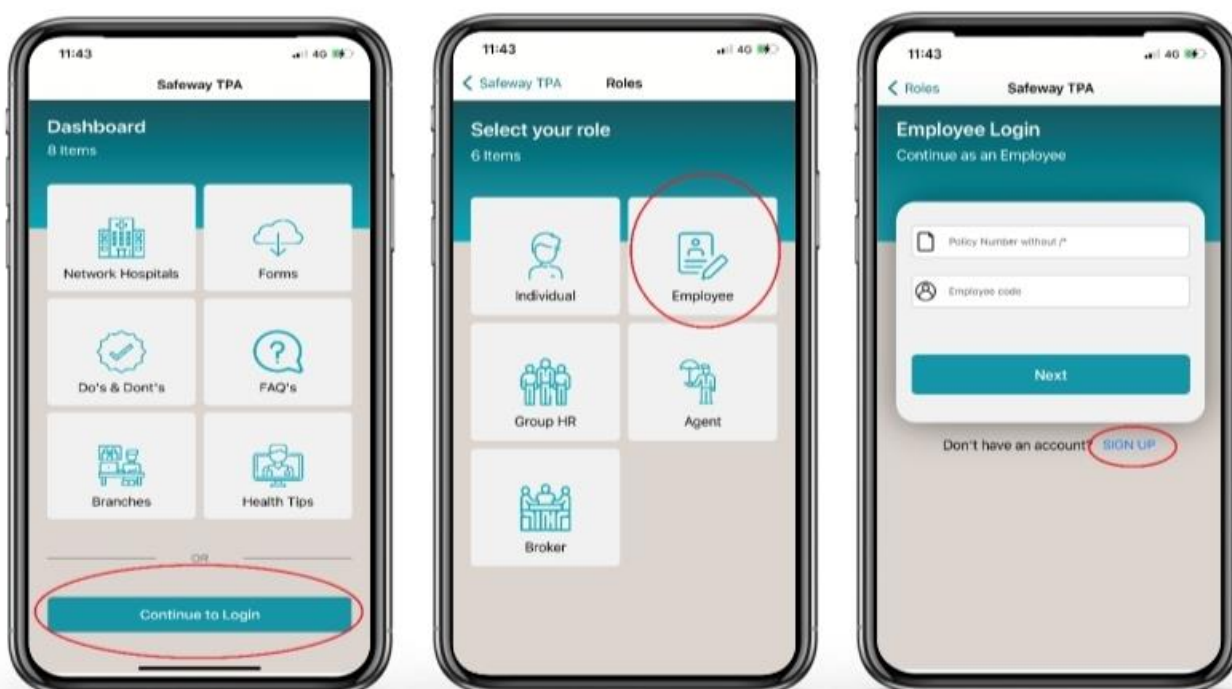 11:43
4G
Safeway TPA
Dashboard
8 Items
Network Hospitals
Forms
Do's & Dont's
FAQ's
Branches
Health Tips
OR
Continue to Login
11:43
4G
Safeway TPA
Roles
Select your role
6 Items
Individual
Employee
Group HR
Agent
Broker
11:43
4G
Roles
Safeway TPA
Employee Login
Continue as an Employee
Policy Number without /*
Employee code
Next
Don't have an account? SIGN UP